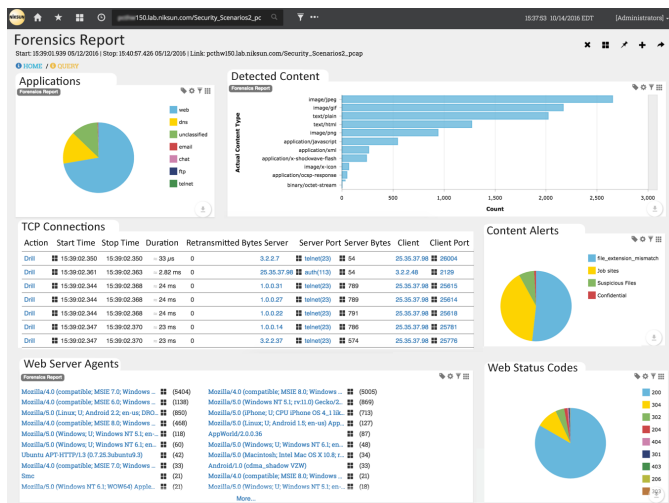 NIKSUN
150.lab.niksun.com/Security_Scenarios2_pc
15:37:53 10/14/2016 EDT
[Administrators]
Forensics Report
Start: 15:39:01.939 05/12/2016 | Stop: 15:40:57.426 05/12/2016 | Link: pcthw150.lab.niksun.com/Security_Scenarios2_pcap
HOME / QUERY
Applications
Forensics Report
web
dns
unclassified
email
chat
ftp
telnet
Detected Content
Forensics Report
Actual Content Type
image/jpeg
image/gif
text/plain
text/html
image/png
application/javascript
application/xml
application/x-shockwave-flash
image/x-icon
application/ocsp-response
binary/octet-stream
0 500 1,000 1,500 2,000 2,500 3,000
Count
TCP Connections
Action Start Time Stop Time Duration Retransmitted Bytes Server Server Port Server Bytes Client Client Port
Drill 15:39:02.350 15:39:02.350 ~ 33 µs 0 3.2.2.7 telnet(23) 54 25.35.37.98 26004
Drill 15:39:02.361 15:39:02.363 ~ 2.82 ms 0 25.35.37.98 auth(113) 54 3.2.2.48 2129
Drill 15:39:02.344 15:39:02.368 ~ 24 ms 0 1.0.0.31 telnet(23) 789 25.35.37.98 25615
Drill 15:39:02.344 15:39:02.368 ~ 24 ms 0 1.0.0.27 telnet(23) 789 25.35.37.98 25614
Drill 15:39:02.344 15:39:02.368 ~ 24 ms 0 1.0.0.22 telnet(23) 791 25.35.37.98 25618
Drill 15:39:02.347 15:39:02.370 ~ 23 ms 0 1.0.0.14 telnet(23) 786 25.35.37.98 25781
Drill 15:39:02.347 15:39:02.370 ~ 23 ms 0 3.2.2.37 telnet(23) 574 25.35.37.98 25776
Content Alerts
file_extension_mismatch
Job sites
Suspicious Files
Confidential
Web Server Agents
Forensics Report
Mozilla/4.0 (compatible; MSIE 7.0; Windows ... (5404) Mozilla/4.0 (compatible; MSIE 8.0; Windows ... (5005)
Mozilla/4.0 (compatible; MSIE 6.0; Windows ... (1138) Mozilla/5.0 (Windows NT 5.1; rv:11.0) Gecko/2... (869)
Mozilla/5.0 (Linux; U; Android 2.2; en-us; DRO... (850) Mozilla/5.0 (iPhone; U; CPU iPhone OS 4_1 lik... (713)
Mozilla/4.0 (compatible; MSIE 8.0; Windows ... (468) Mozilla/5.0 (Linux; U; Android 1.5; en-us) App... (127)
Mozilla/5.0 (Windows; U; Windows NT 5.1; en-... (118) AppWorld/2.0.0.36 (87)
Mozilla/5.0 (Windows; U; Windows NT 6.1; en... (60) Mozilla/5.0 (Windows; U; Windows NT 6.1; en-... (48)
Ubuntu APT-HTTP/1.3 (0.7.25.3ubuntu9.3) (42) Mozilla/5.0 (Macintosh; Intel Mac OS X 10.8; r... (34)
Mozilla/4.0 (compatible; MSIE 7.0; Windows ... (33) Android/1.0 (cdma_shadow VZW) (33)
Smc (21) Mozilla/4.0 (compatible; MSIE 8.0; Windows ... (21)
Mozilla/5.0 (Windows NT 6.1; WOW64) Apple... (21) Mozilla/5.0 (Windows; U; Windows NT 5.1; en-... (18)
More...
Web Status Codes
200
304
302
204
404
301
403
206